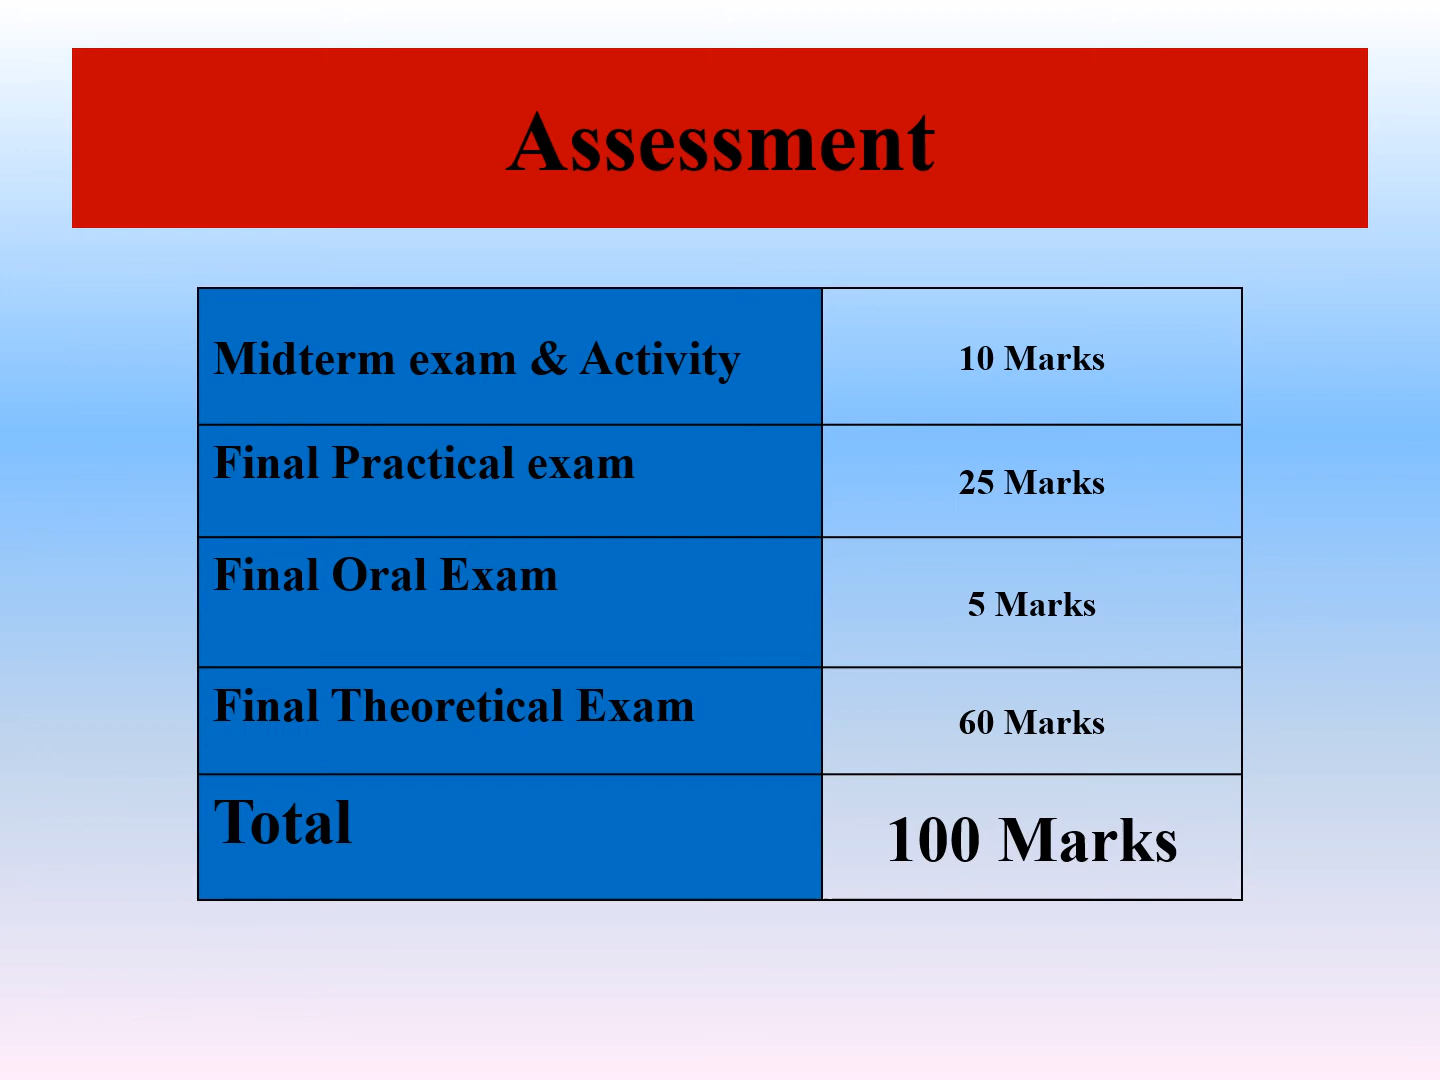 Assessment
Midterm exam & Activity
10 Marks
Final Practical exam
25 Marks
Final Oral Exam
5 Marks
Final Theoretical Exam
60 Marks
Total
100 Marks